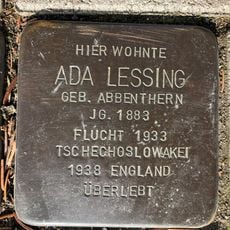 HIER WOHNTE
ADA LESSING
GEB. ABBENTHERN
JG. 1883
FLUCHT 1933
TSCHECHOSLOWAKEI
1938 ENGLAND
ÜBERLEBT